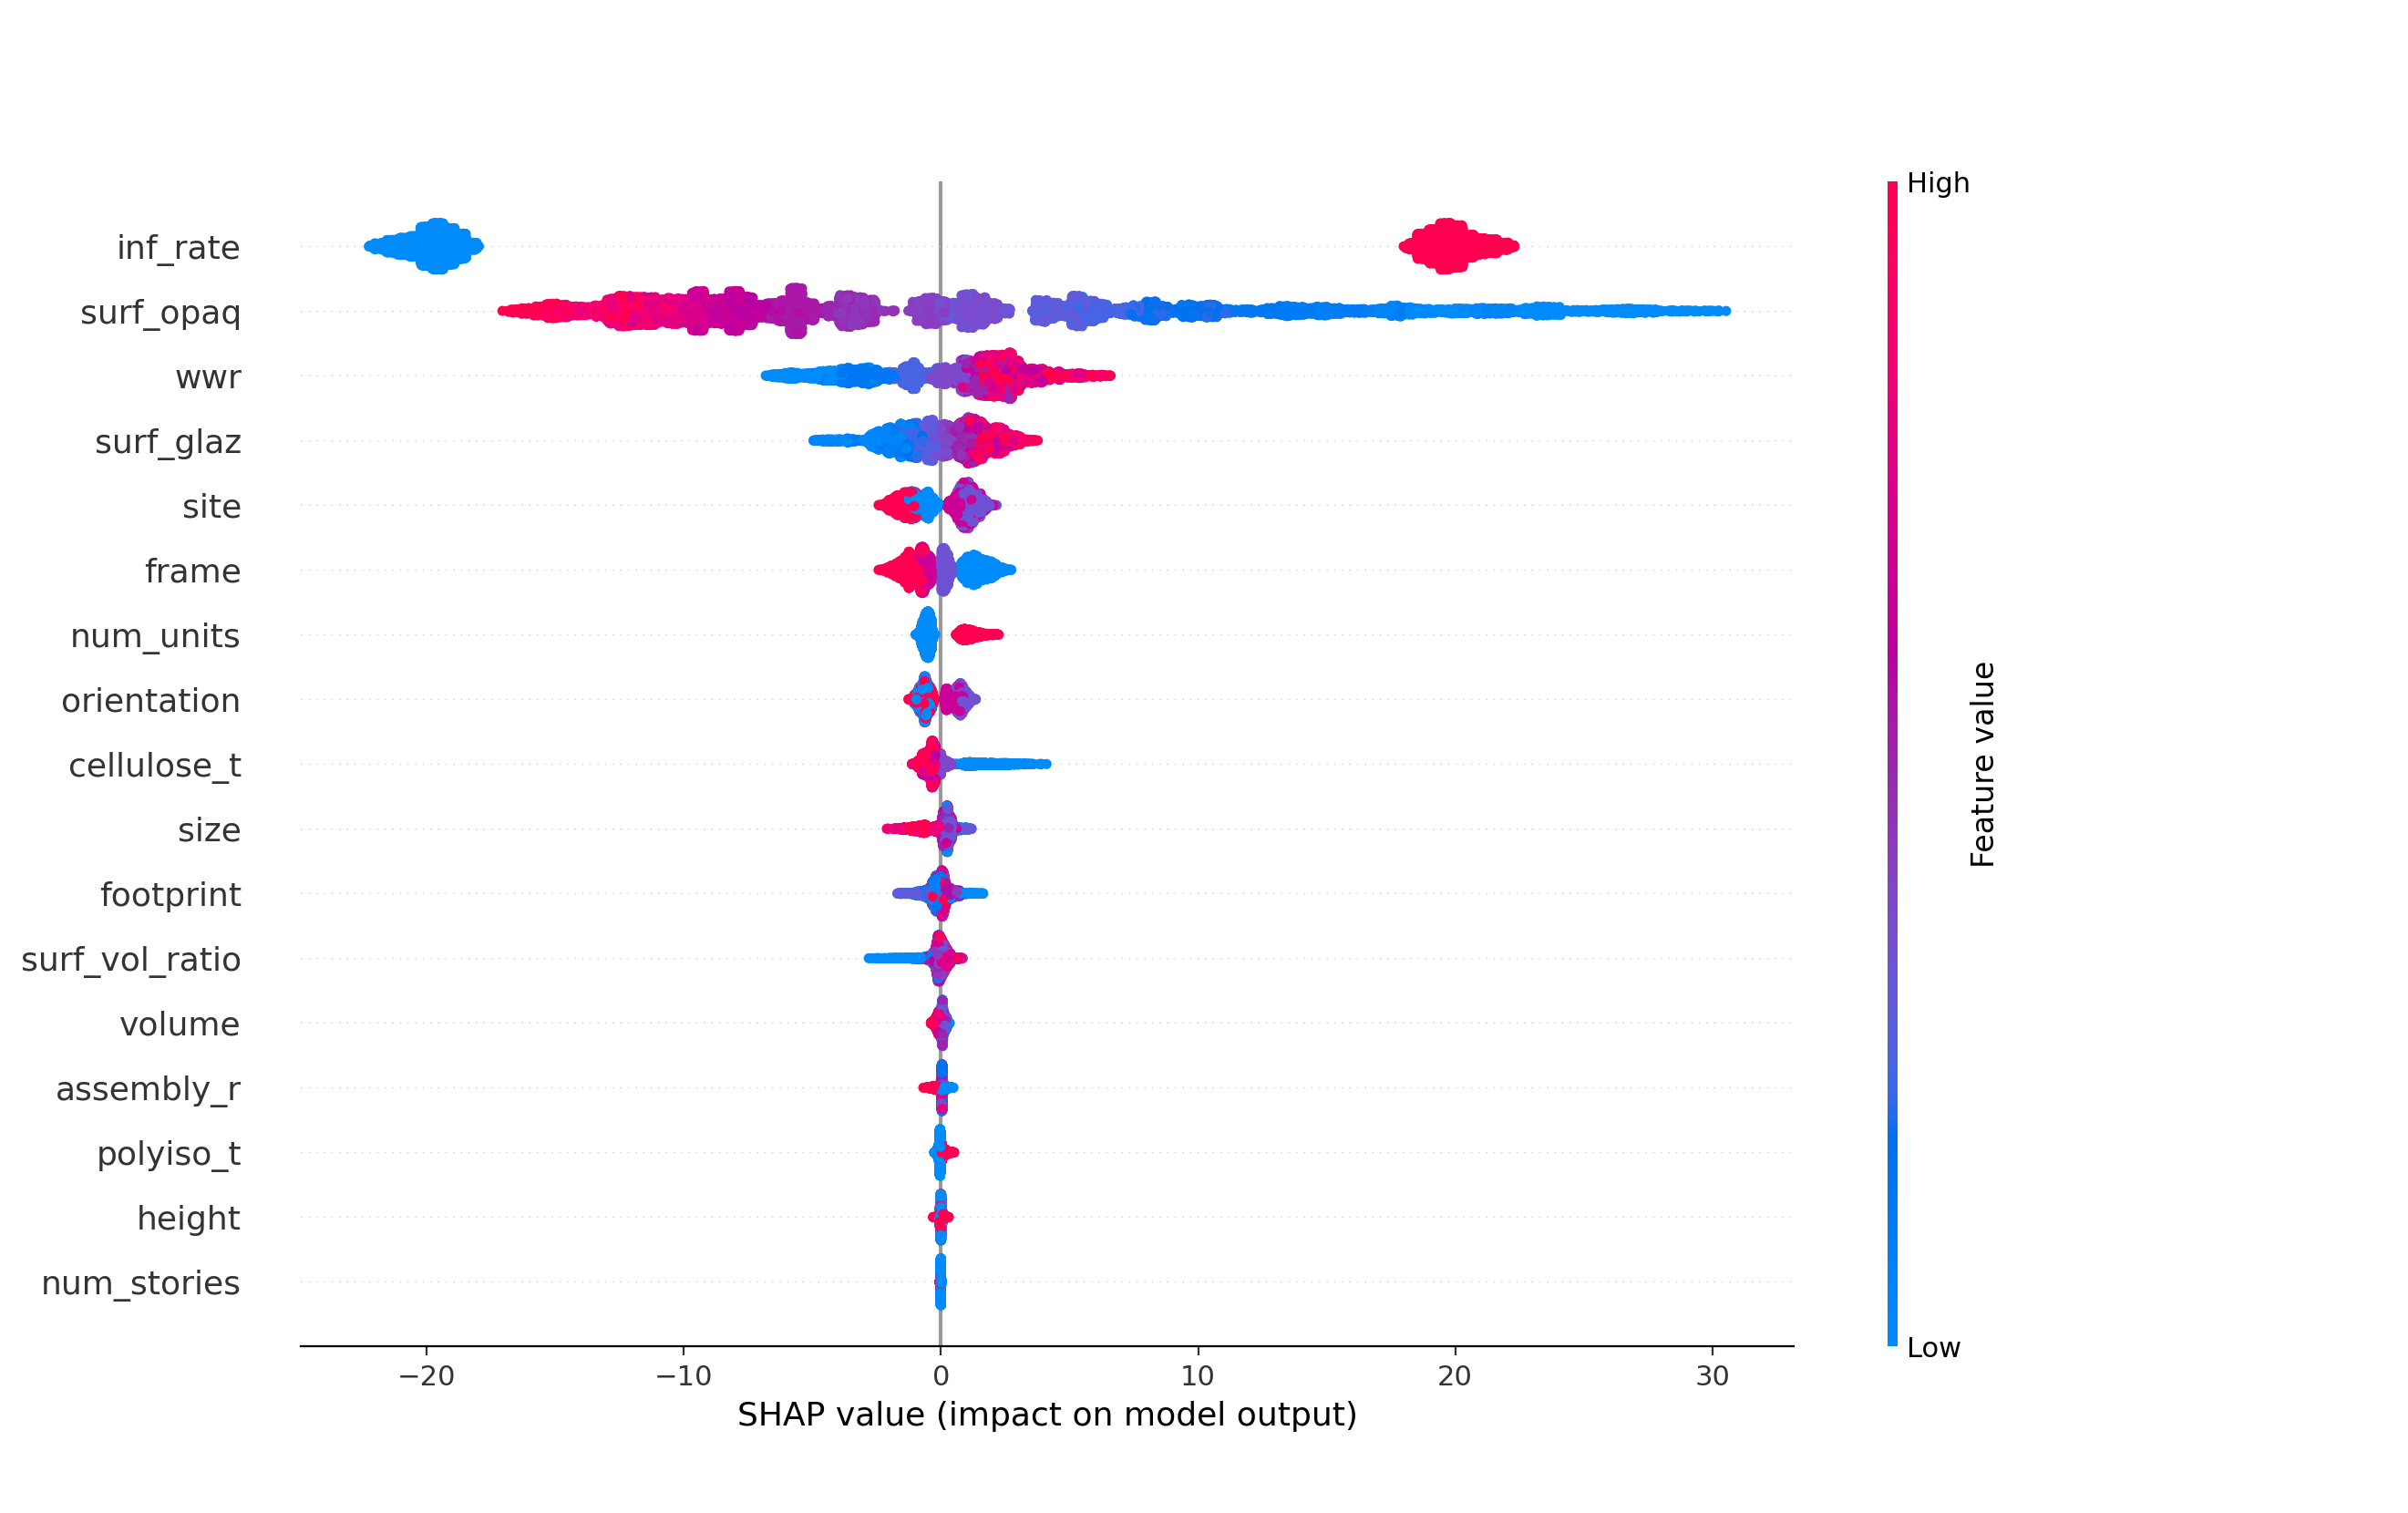 High
inf_rate
surf_opaq
wwr
surf_glaz
site
frame
num_units
orientation
cellulose_t
size
footprint
surf_vol_ratio
volume
assembly_r
polyiso_t
height
num_stories
Feature value
Low
−20 −10 0 10 20 30
SHAP value (impact on model output)